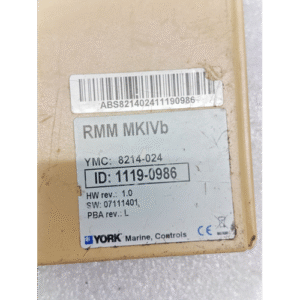 ABS821402411190986
RMM MKIVb
YMC: 8214-024
ID: 1119-0986
HW rev.: 1.0
SW: 07111401,
PBA rev.: L
YORK Marine, Controls
CE